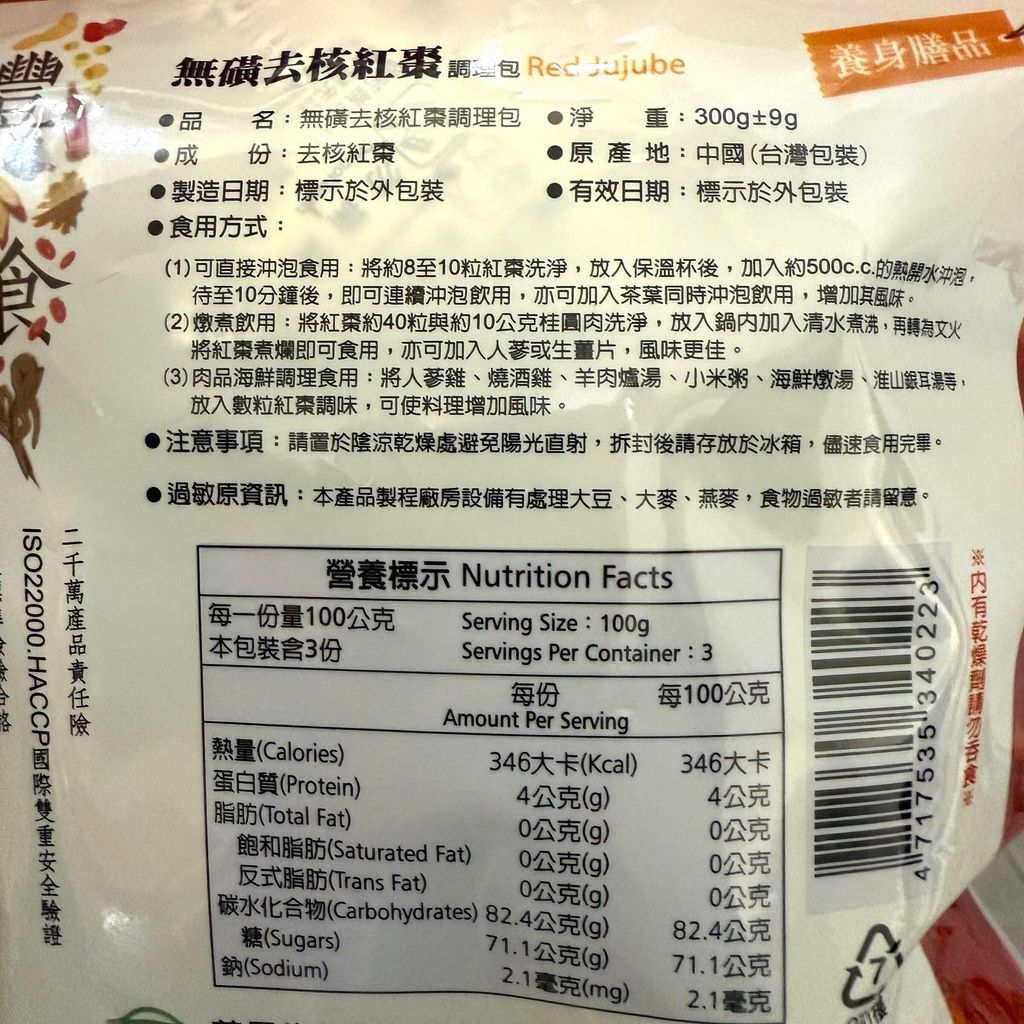 養身膳品
無磺去核紅棗調理包 Red Jujube
●品　名：無磺去核紅棗調理包 ●淨　重：300g±9g
●成　份：去核紅棗 ●原 產 地：中國(台灣包裝)
●製造日期：標示於外包裝 ●有效日期：標示於外包裝
●食用方式：
(1)可直接沖泡食用：將約8至10粒紅棗洗淨，放入保溫杯後，加入約500c.c.的熱開水沖泡，
待至10分鐘後，即可連續沖泡飲用，亦可加入茶葉同時沖泡飲用，增加其風味。
(2)燉煮飲用：將紅棗約40粒與約10公克桂圓肉洗淨，放入鍋內加入清水煮沸，再轉為文火
將紅棗煮爛即可食用，亦可加入人蔘或生薑片，風味更佳。
(3)肉品海鮮調理食用：將人蔘雞、燒酒雞、羊肉爐湯、小米粥、海鮮燉湯、淮山銀耳湯等，
放入數粒紅棗調味，可使料理增加風味。
●注意事項：請置於陰涼乾燥處避免陽光直射，拆封後請存放於冰箱，儘速食用完畢。
●過敏原資訊：本產品製程廠房設備有處理大豆、大麥、燕麥，食物過敏者請留意。
營養標示 Nutrition Facts
每一份量100公克 Serving Size：100g
本包裝含3份 Servings Per Container：3
每份 每100公克
Amount Per Serving
熱量(Calories) 346大卡(Kcal) 346大卡
蛋白質(Protein) 4公克(g) 4公克
脂肪(Total Fat) 0公克(g) 0公克
飽和脂肪(Saturated Fat) 0公克(g) 0公克
反式脂肪(Trans Fat) 0公克(g) 0公克
碳水化合物(Carbohydrates) 82.4公克(g) 82.4公克
糖(Sugars) 71.1公克(g) 71.1公克
鈉(Sodium) 2.1毫克(mg) 2.1毫克
4 717535 340223
※內有乾燥劑請勿吞食※
7
二千萬產品責任險
ISO22000.HACCP國際雙重安全驗證
豐
食